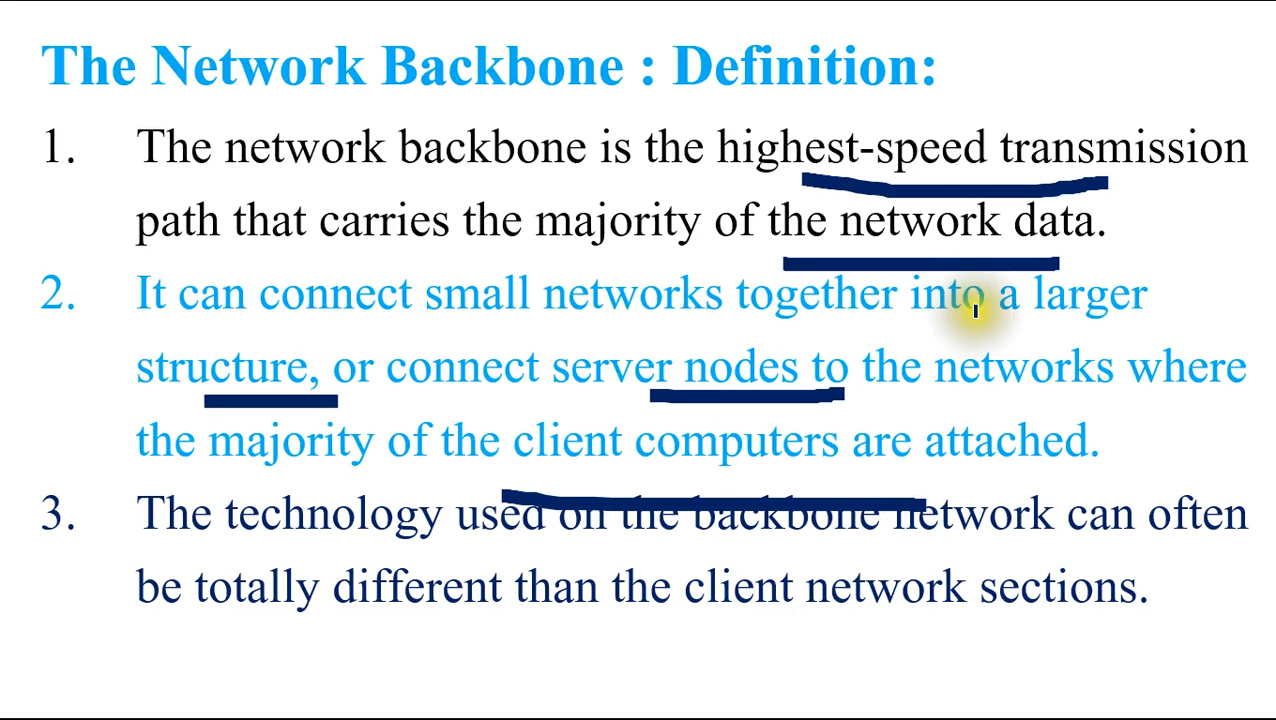 The Network Backbone : Definition:
1. The network backbone is the highest-speed transmission
path that carries the majority of the network data.
2. It can connect small networks together into a larger
structure, or connect server nodes to the networks where
the majority of the client computers are attached.
3. The technology used on the backbone network can often
be totally different than the client network sections.